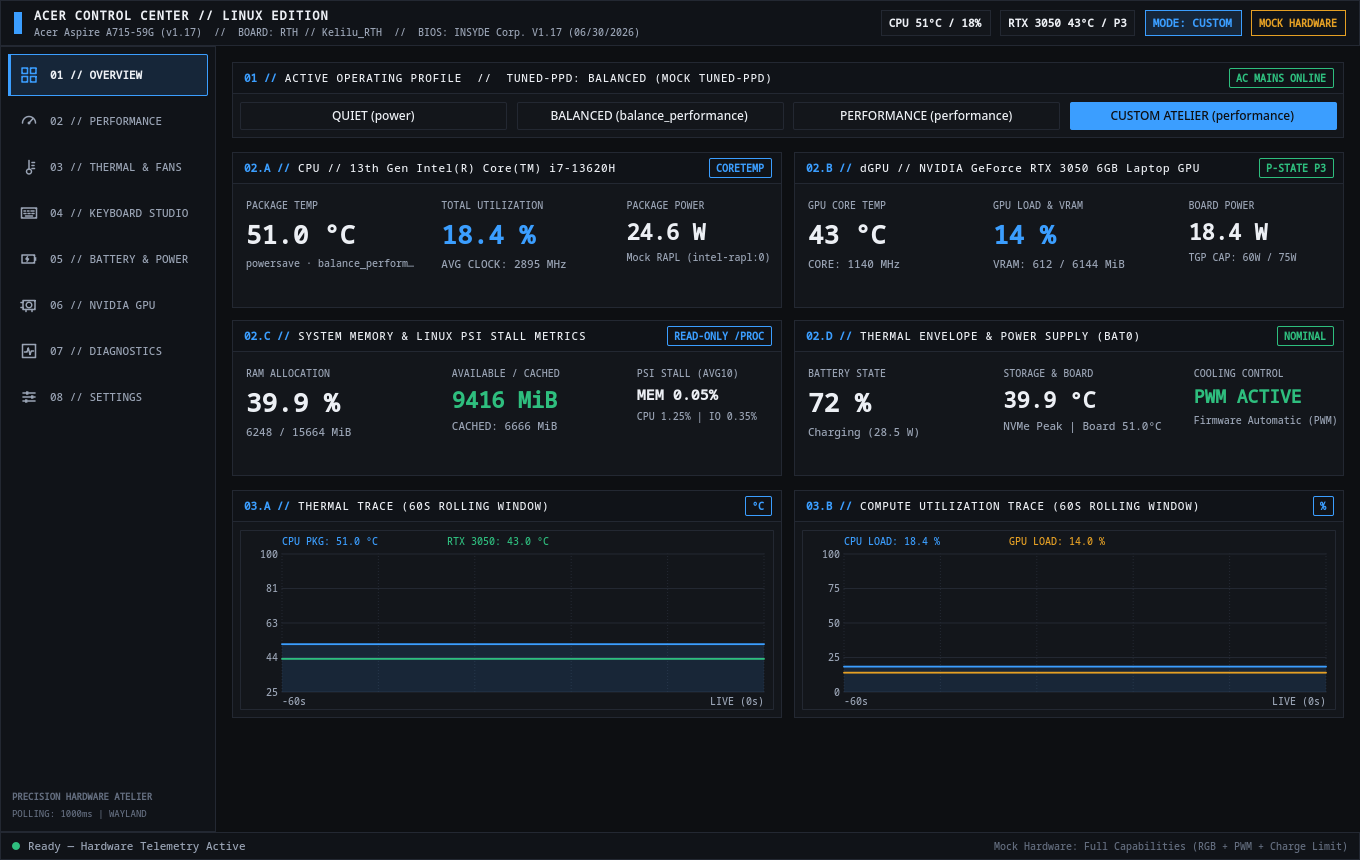 ACER CONTROL CENTER // LINUX EDITION
Acer Aspire A715-59G (v1.17) // BOARD: RTH // Kelilu_RTH // BIOS: INSYDE Corp. V1.17 (06/30/2026)
CPU 51°C / 18%
RTX 3050 43°C / P3
MODE: CUSTOM
MOCK HARDWARE
01 // OVERVIEW
02 // PERFORMANCE
03 // THERMAL & FANS
04 // KEYBOARD STUDIO
05 // BATTERY & POWER
06 // NVIDIA GPU
07 // DIAGNOSTICS
08 // SETTINGS
PRECISION HARDWARE ATELIER
POLLING: 1000ms | WAYLAND
01 // ACTIVE OPERATING PROFILE // TUNED-PPD: BALANCED (MOCK TUNED-PPD)
AC MAINS ONLINE
QUIET (power)
BALANCED (balance_performance)
PERFORMANCE (performance)
CUSTOM ATELIER (performance)
02.A // CPU // 13th Gen Intel(R) Core(TM) i7-13620H
CORETEMP
PACKAGE TEMP
51.0 °C
powersave · balance_perform…
TOTAL UTILIZATION
18.4 %
AVG CLOCK: 2895 MHz
PACKAGE POWER
24.6 W
Mock RAPL (intel-rapl:0)
02.B // dGPU // NVIDIA GeForce RTX 3050 6GB Laptop GPU
P-STATE P3
GPU CORE TEMP
43 °C
CORE: 1140 MHz
GPU LOAD & VRAM
14 %
VRAM: 612 / 6144 MiB
BOARD POWER
18.4 W
TGP CAP: 60W / 75W
02.C // SYSTEM MEMORY & LINUX PSI STALL METRICS
READ-ONLY /PROC
RAM ALLOCATION
39.9 %
6248 / 15664 MiB
AVAILABLE / CACHED
9416 MiB
CACHED: 6666 MiB
PSI STALL (AVG10)
MEM 0.05%
CPU 1.25% | IO 0.35%
02.D // THERMAL ENVELOPE & POWER SUPPLY (BAT0)
NOMINAL
BATTERY STATE
72 %
Charging (28.5 W)
STORAGE & BOARD
39.9 °C
NVMe Peak | Board 51.0°C
COOLING CONTROL
PWM ACTIVE
Firmware Automatic (PWM)
03.A // THERMAL TRACE (60S ROLLING WINDOW)
°C
CPU PKG: 51.0 °C
RTX 3050: 43.0 °C
100
81
63
44
25
-60s
LIVE (0s)
03.B // COMPUTE UTILIZATION TRACE (60S ROLLING WINDOW)
%
CPU LOAD: 18.4 %
GPU LOAD: 14.0 %
100
75
50
25
0
-60s
LIVE (0s)
Ready — Hardware Telemetry Active
Mock Hardware: Full Capabilities (RGB + PWM + Charge Limit)